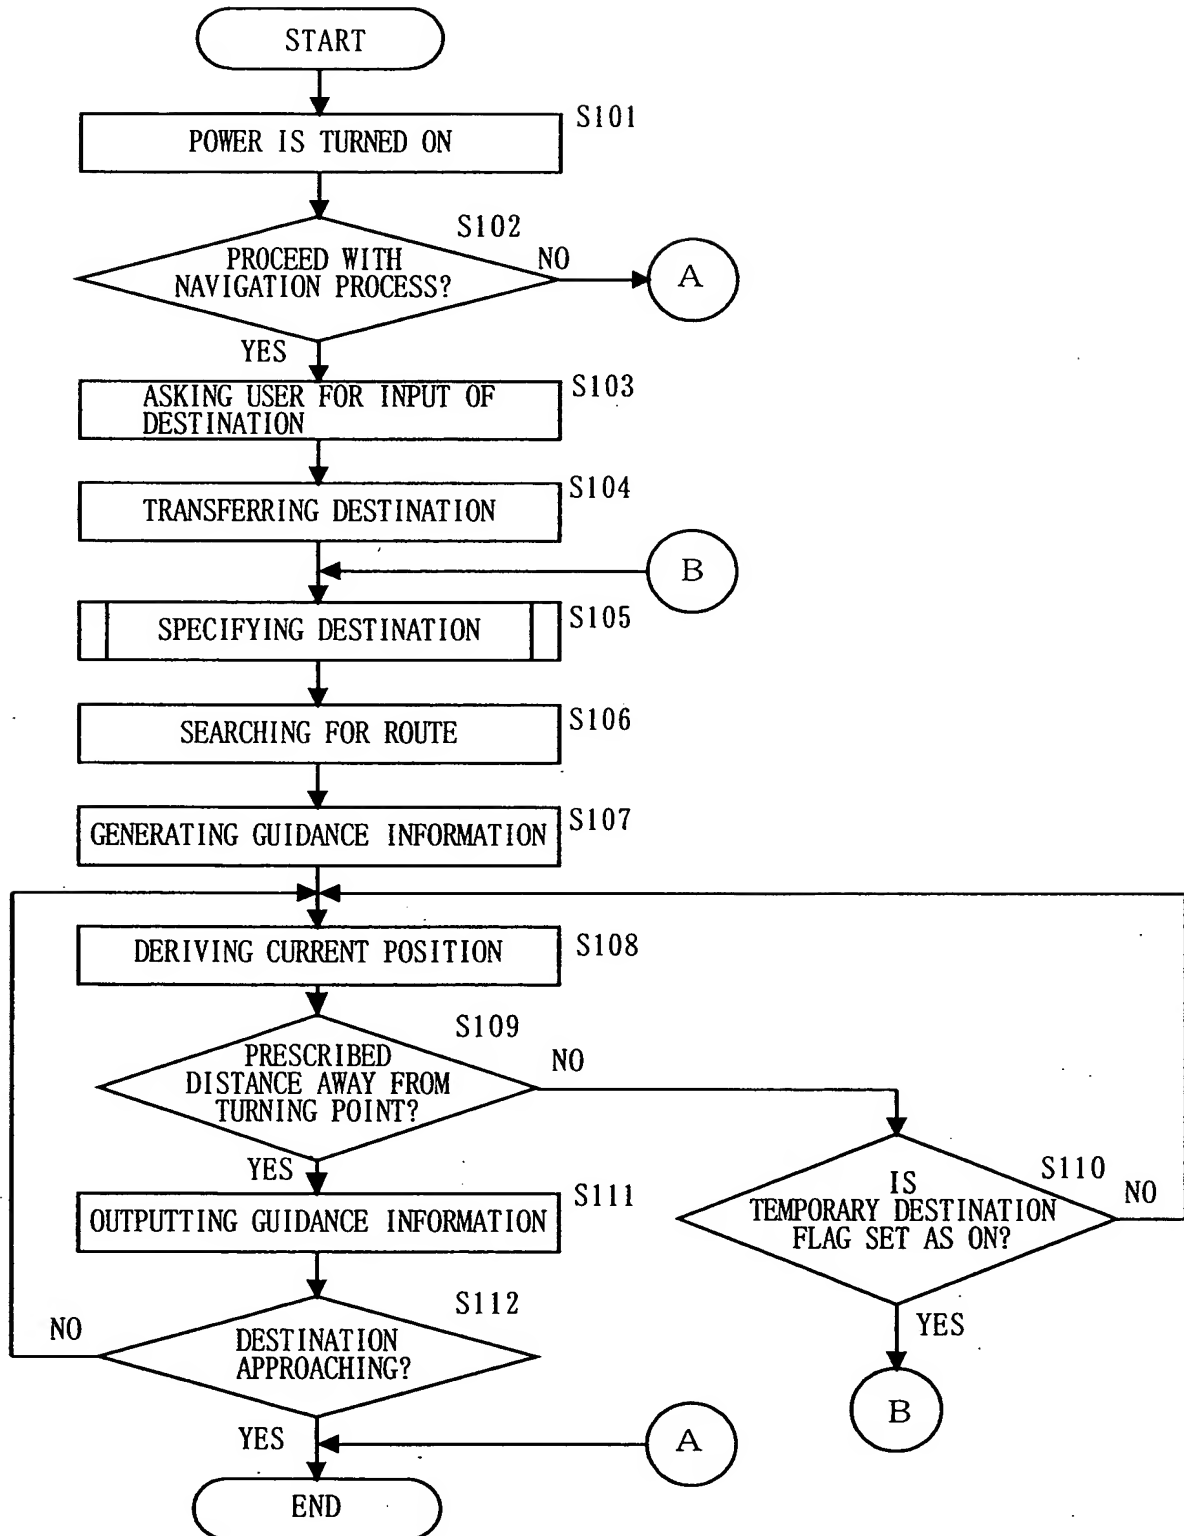 START
S101
POWER IS TURNED ON
S102
PROCEED WITH
NAVIGATION PROCESS?
NO
A
YES
S103
ASKING USER FOR INPUT OF
DESTINATION
S104
TRANSFERRING DESTINATION
B
S105
SPECIFYING DESTINATION
S106
SEARCHING FOR ROUTE
S107
GENERATING GUIDANCE INFORMATION
S108
DERIVING CURRENT POSITION
S109
PRESCRIBED
DISTANCE AWAY FROM
TURNING POINT?
NO
YES
S110
IS
TEMPORARY DESTINATION
FLAG SET AS ON?
NO
YES
B
S111
OUTPUTTING GUIDANCE INFORMATION
S112
DESTINATION
APPROACHING?
NO
YES
A
END